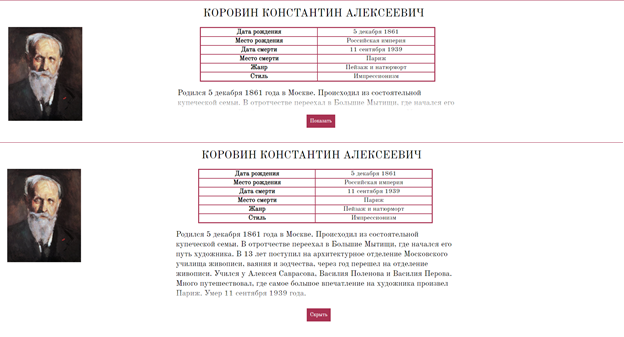 КОРОВИН КОНСТАНТИН АЛЕКСЕЕВИЧ
Дата рождения 5 декабря 1861
Место рождения Российская империя
Дата смерти 11 сентября 1939
Место смерти Париж
Жанр Пейзаж и натюрморт
Стиль Импрессионизм
Родился 5 декабря 1861 года в Москве. Происходил из состоятельной
купеческой семьи. В отротчестве переехал в Большие Мытищи, где начался его
Показать
КОРОВИН КОНСТАНТИН АЛЕКСЕЕВИЧ
Дата рождения 5 декабря 1861
Место рождения Российская империя
Дата смерти 11 сентября 1939
Место смерти Париж
Жанр Пейзаж и натюрморт
Стиль Импрессионизм
Родился 5 декабря 1861 года в Москве. Происходил из состоятельной
купеческой семьи. В отротчестве переехал в Большие Мытищи, где начался его
путь художника. В 13 лет поступил на архитектурное отделение Московского
училища живописи, ваяния и зодчества, через год перешел на отделение
живописи. Учился у Алексея Саврасова, Василия Поленова и Василия Перова.
Много путешествовал, где самое большое впечатление на художника произвел
Париж. Умер 11 сентября 1939 года.
Скрыть